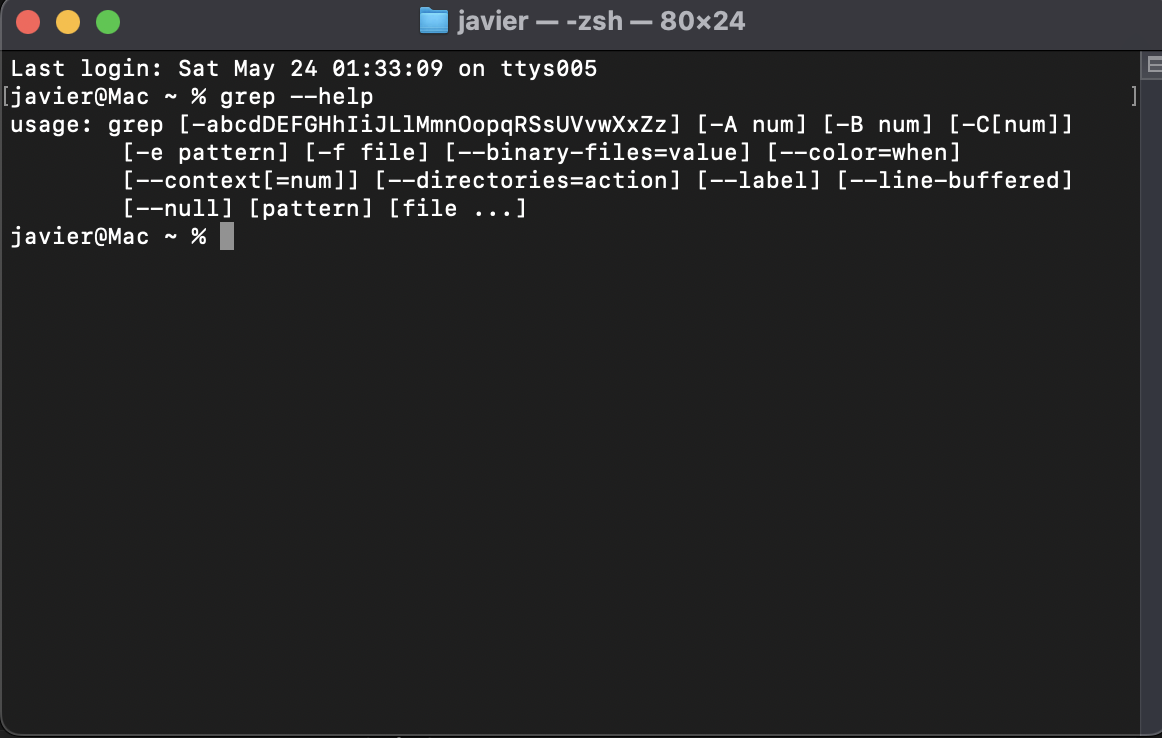 javier — -zsh — 80×24
Last login: Sat May 24 01:33:09 on ttys005
[javier@Mac ~ % grep --help ]
usage: grep [-abcdDEFGHhIiJLlMmnOopqRSsUVvwXxZz] [-A num] [-B num] [-C[num]]
        [-e pattern] [-f file] [--binary-files=value] [--color=when]
        [--context[=num]] [--directories=action] [--label] [--line-buffered]
        [--null] [pattern] [file ...]
javier@Mac ~ %